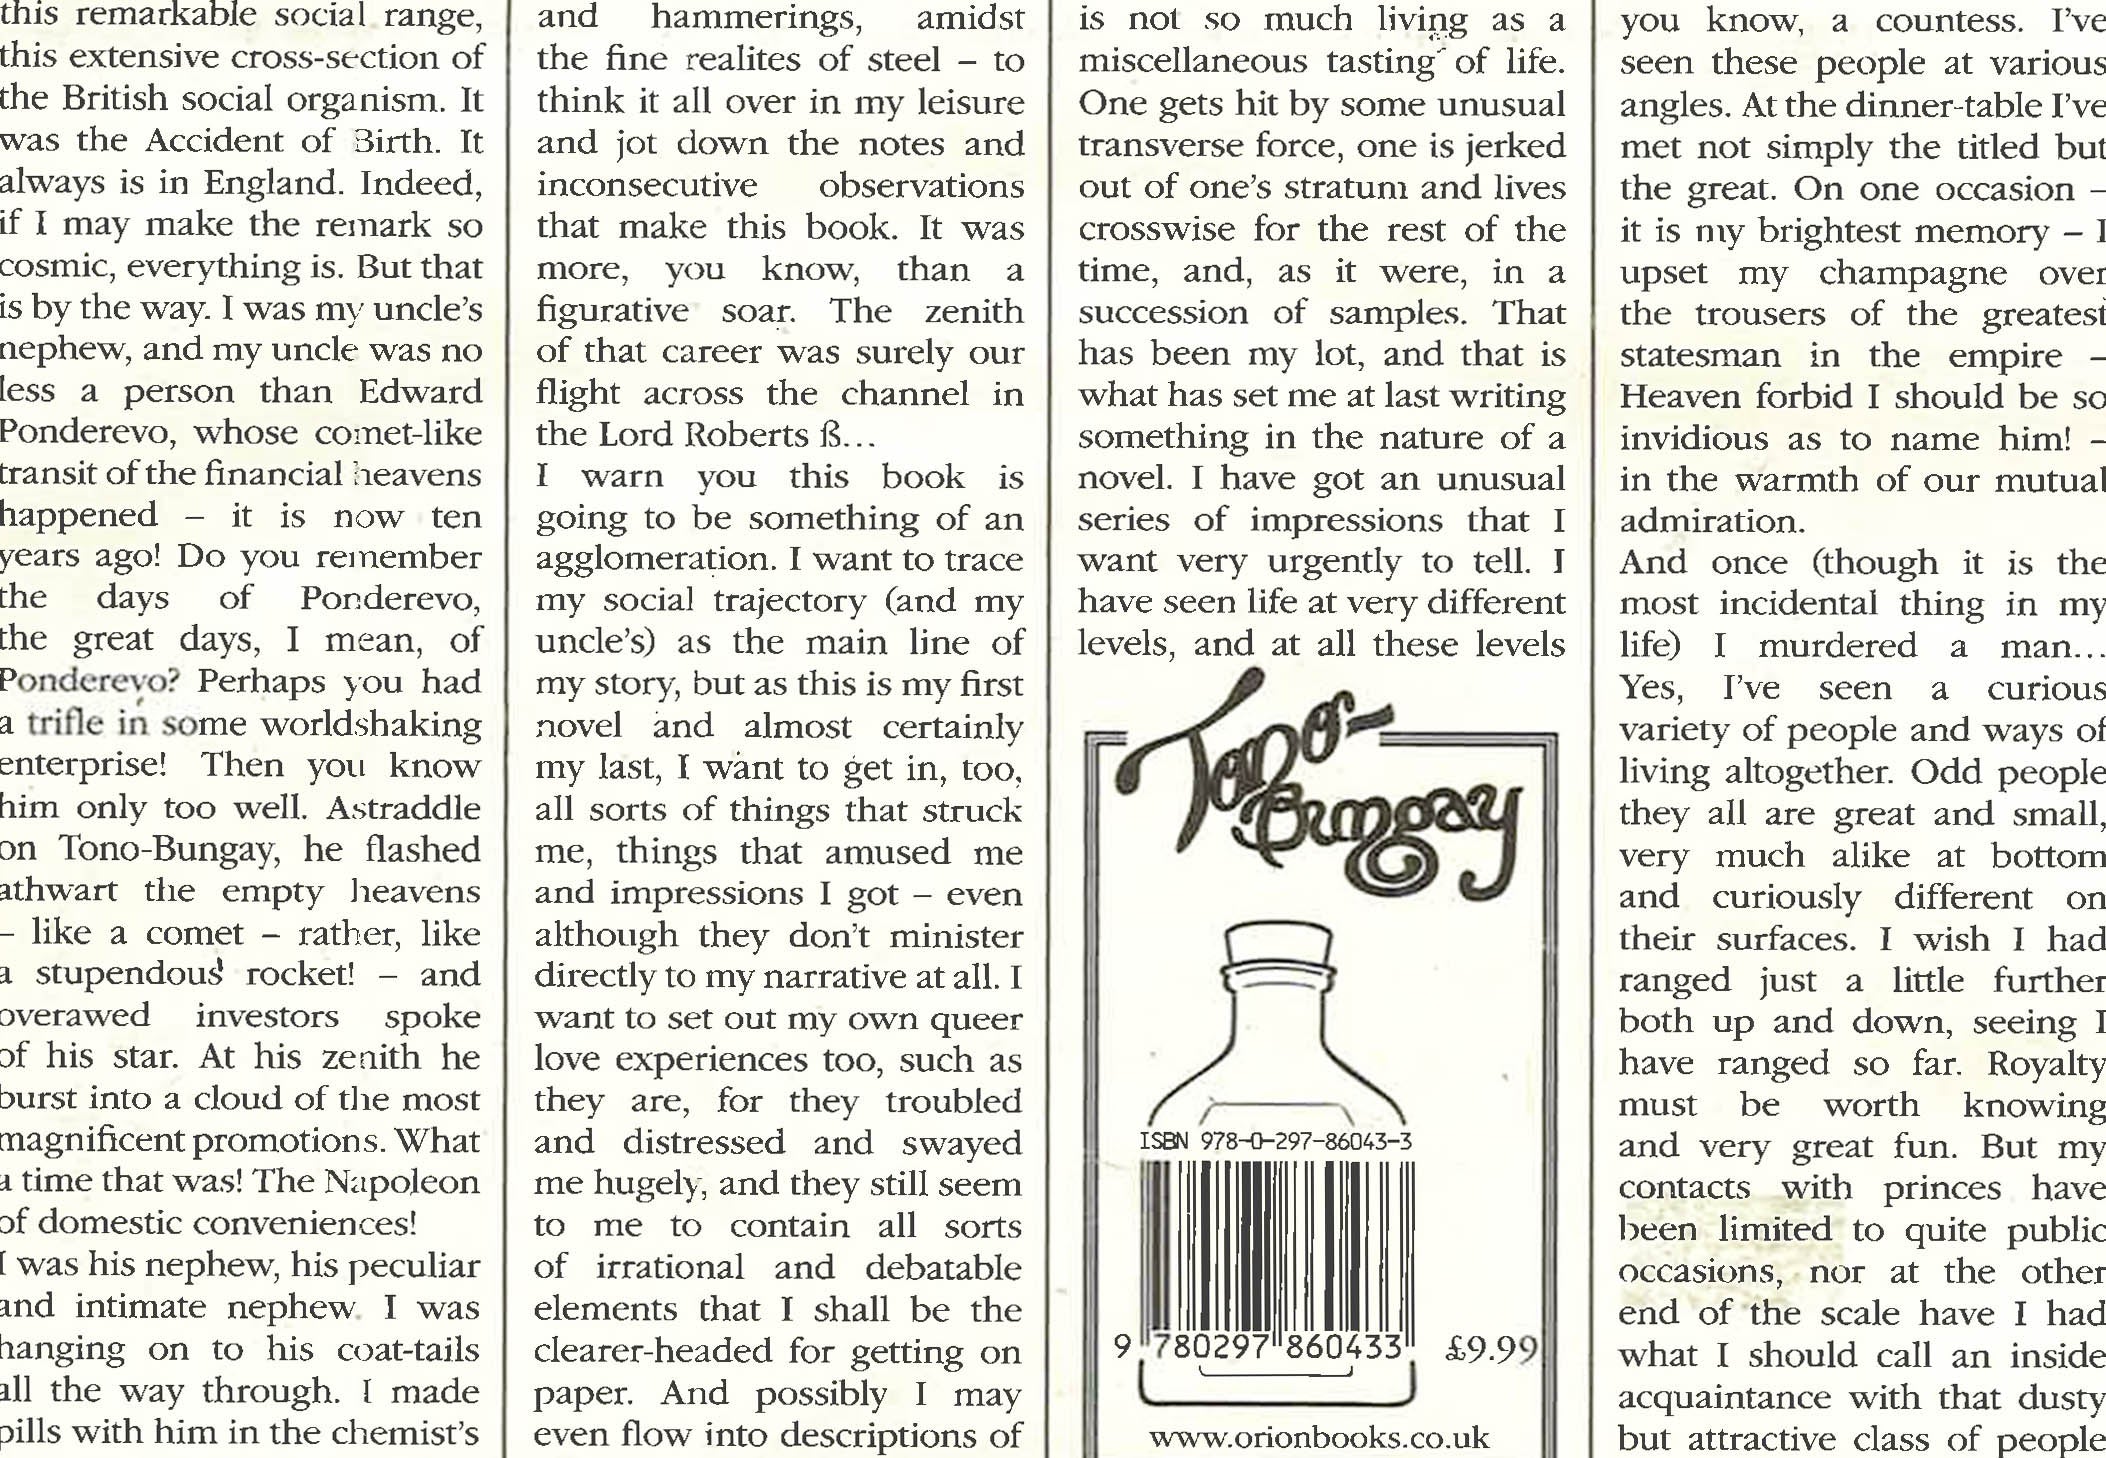 this remarkable social range,
this extensive cross-section of
the British social organism. It
was the Accident of Birth. It
always is in England. Indeed,
if I may make the remark so
cosmic, everything is. But that
is by the way. I was my uncle's
nephew, and my uncle was no
less a person than Edward
Ponderevo, whose comet-like
transit of the financial heavens
happened – it is now ten
years ago! Do you remember
the days of Ponderevo,
the great days, I mean, of
Ponderevo? Perhaps you had
a trifle in some worldshaking
enterprise! Then you know
him only too well. Astraddle
on Tono-Bungay, he flashed
athwart the empty heavens
– like a comet – rather, like
a stupendous rocket! – and
overawed investors spoke
of his star. At his zenith he
burst into a cloud of the most
magnificent promotions. What
a time that was! The Napoleon
of domestic conveniences!
I was his nephew, his peculiar
and intimate nephew. I was
hanging on to his coat-tails
all the way through. I made
pills with him in the chemist's
and hammerings, amidst
the fine realites of steel – to
think it all over in my leisure
and jot down the notes and
inconsecutive observations
that make this book. It was
more, you know, than a
figurative soar. The zenith
of that career was surely our
flight across the channel in
the Lord Roberts ß...
I warn you this book is
going to be something of an
agglomeration. I want to trace
my social trajectory (and my
uncle's) as the main line of
my story, but as this is my first
novel and almost certainly
my last, I want to get in, too,
all sorts of things that struck
me, things that amused me
and impressions I got – even
although they don't minister
directly to my narrative at all. I
want to set out my own queer
love experiences too, such as
they are, for they troubled
and distressed and swayed
me hugely, and they still seem
to me to contain all sorts
of irrational and debatable
elements that I shall be the
clearer-headed for getting on
paper. And possibly I may
even flow into descriptions of
is not so much living as a
miscellaneous tasting of life.
One gets hit by some unusual
transverse force, one is jerked
out of one's stratum and lives
crosswise for the rest of the
time, and, as it were, in a
succession of samples. That
has been my lot, and that is
what has set me at last writing
something in the nature of a
novel. I have got an unusual
series of impressions that I
want very urgently to tell. I
have seen life at very different
levels, and at all these levels
Tono-
Bungay
ISBN 978-0-297-86043-3
9 780297 860433
£9.99
www.orionbooks.co.uk
you know, a countess. I've
seen these people at various
angles. At the dinner-table I've
met not simply the titled but
the great. On one occasion –
it is my brightest memory – I
upset my champagne over
the trousers of the greatest
statesman in the empire –
Heaven forbid I should be so
invidious as to name him! –
in the warmth of our mutual
admiration.
And once (though it is the
most incidental thing in my
life) I murdered a man...
Yes, I've seen a curious
variety of people and ways of
living altogether. Odd people
they all are great and small,
very much alike at bottom
and curiously different on
their surfaces. I wish I had
ranged just a little further
both up and down, seeing I
have ranged so far. Royalty
must be worth knowing
and very great fun. But my
contacts with princes have
been limited to quite public
occasions, nor at the other
end of the scale have I had
what I should call an inside
acquaintance with that dusty
but attractive class of people